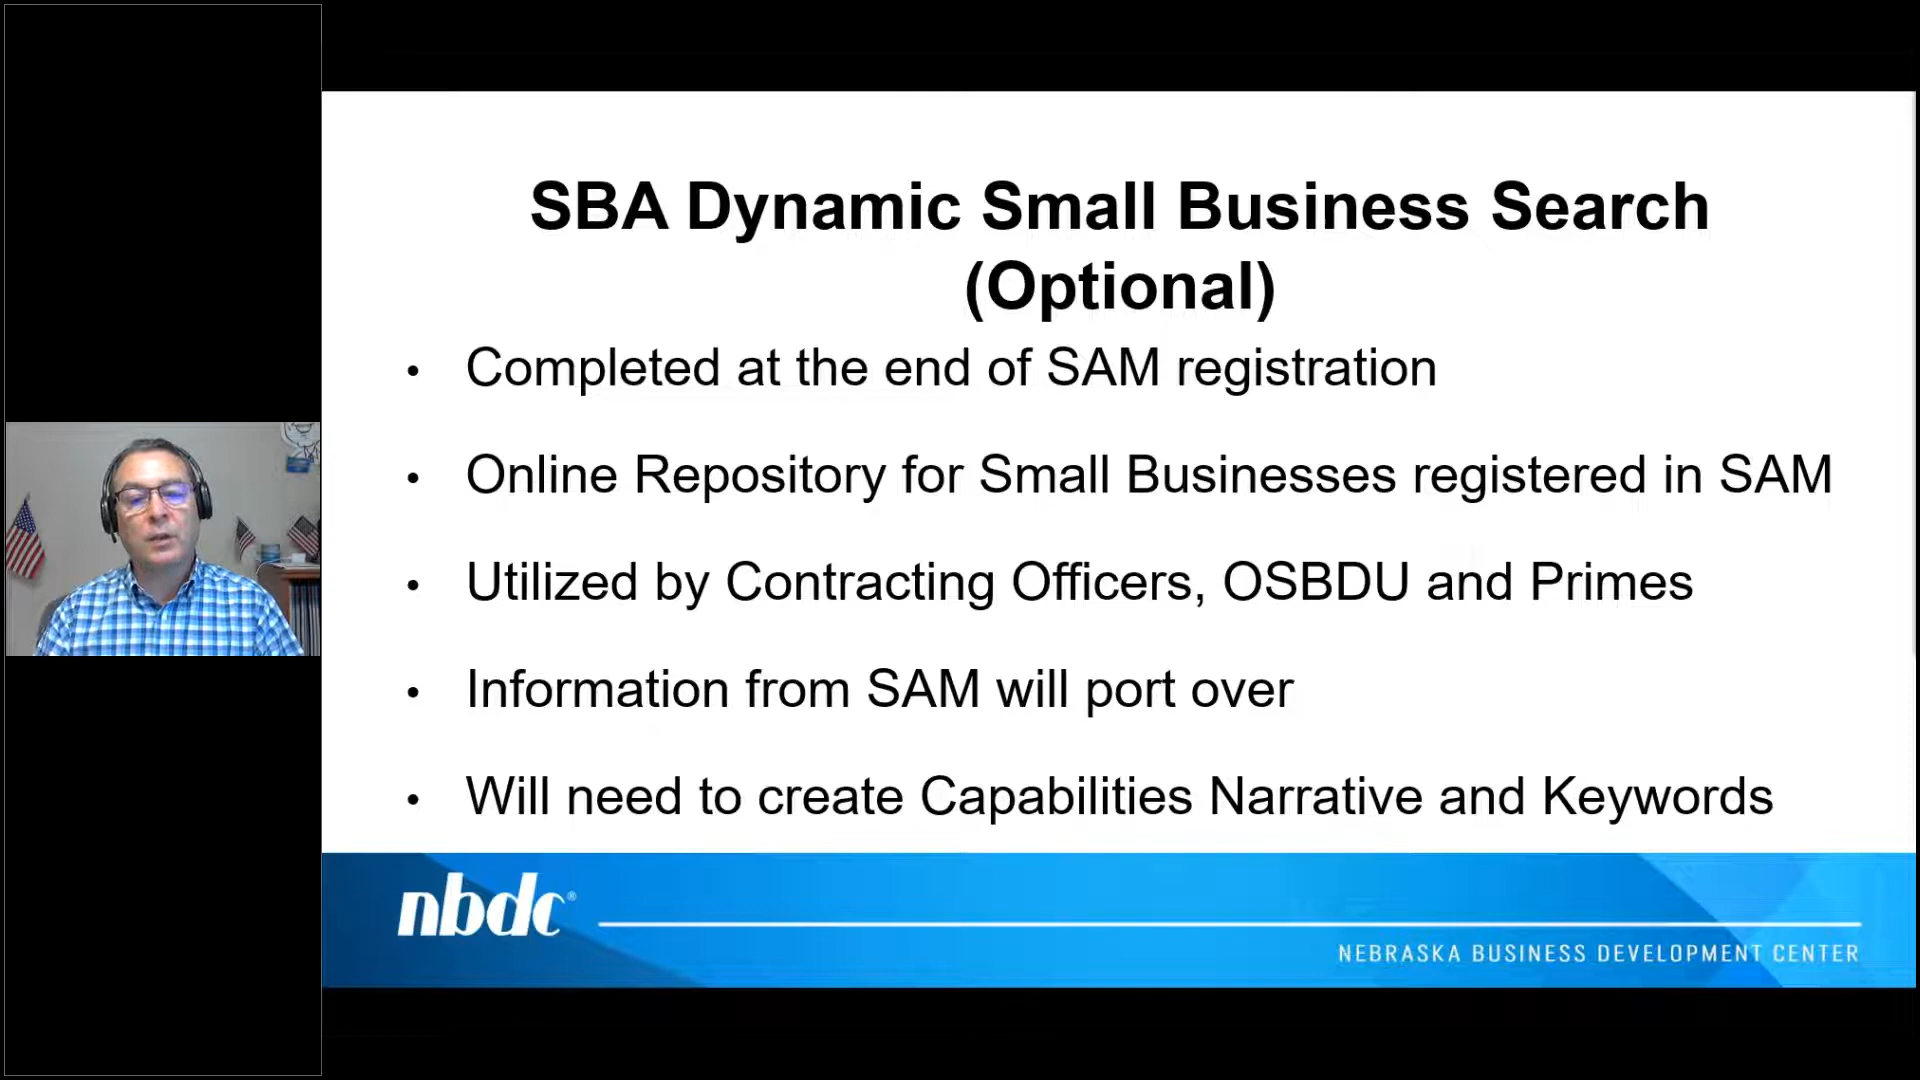 SBA Dynamic Small Business Search
(Optional)
• Completed at the end of SAM registration
• Online Repository for Small Businesses registered in SAM
• Utilized by Contracting Officers, OSBDU and Primes
• Information from SAM will port over
• Will need to create Capabilities Narrative and Keywords
nbdc®
NEBRASKA BUSINESS DEVELOPMENT CENTER